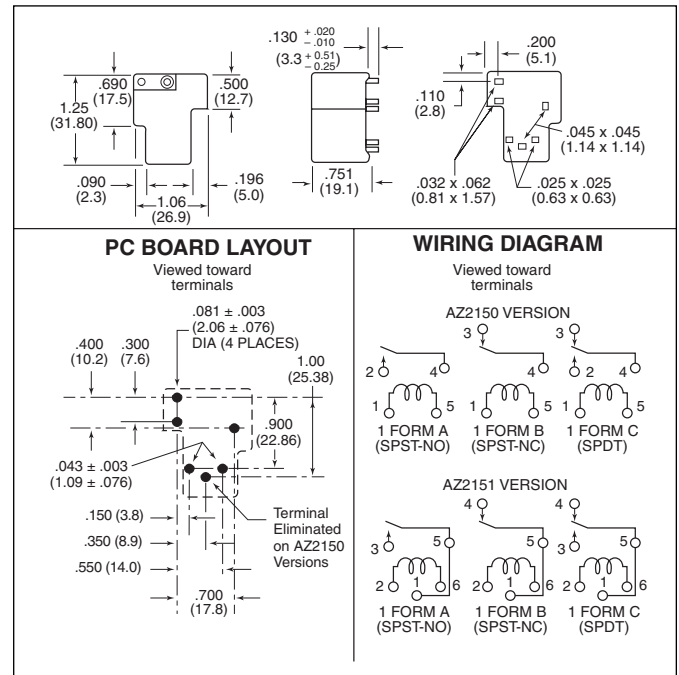 .690
(17.5)
1.25
(31.80)
.500
(12.7)
.090
(2.3)
1.06
(26.9)
.196
(5.0)
.130 + .020 - .010
(3.3 + 0.51 - 0.25)
.751
(19.1)
.200
(5.1)
.110
(2.8)
.045 x .045
(1.14 x 1.14)
.032 x .062
(0.81 x 1.57)
.025 x .025
(0.63 x 0.63)
PC BOARD LAYOUT
Viewed toward
terminals
.081 ± .003
(2.06 ± .076)
DIA (4 PLACES)
.400
(10.2)
.300
(7.6)
1.00
(25.38)
.900
(22.86)
.043 ± .003
(1.09 ± .076)
.150 (3.8)
.350 (8.9)
.550 (14.0)
.700
(17.8)
Terminal
Eliminated
on AZ2150
Versions
WIRING DIAGRAM
Viewed toward
terminals
AZ2150 VERSION
3 3
2 4 4 2 4
1 5 1 5 1 5
1 FORM A 1 FORM B 1 FORM C
(SPST-NO) (SPST-NC) (SPDT)
AZ2151 VERSION
4 4
3 5 5 3 5
2 1 6 2 1 6 2 1 6
1 FORM A 1 FORM B 1 FORM C
(SPST-NO) (SPST-NC) (SPDT)